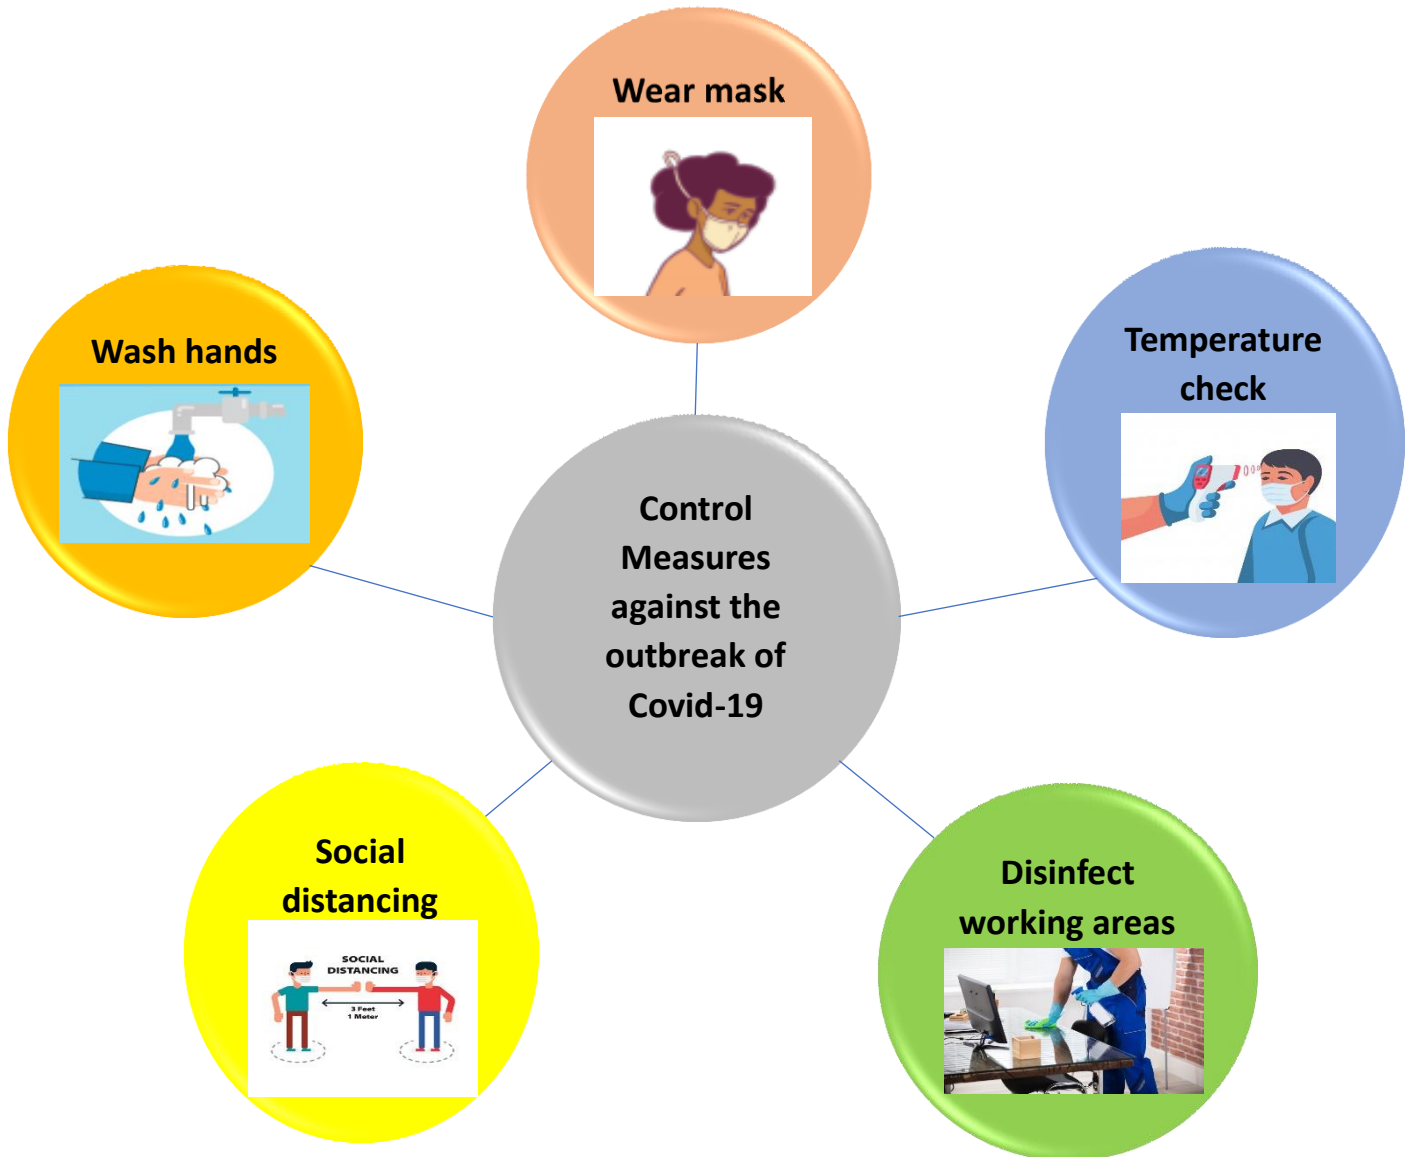 Wear mask
Wash hands
Temperature
check
Control
Measures
against the
outbreak of
Covid-19
Social
distancing
SOCIAL
DISTANCING
3 Feet
1 Meter
Disinfect
working areas